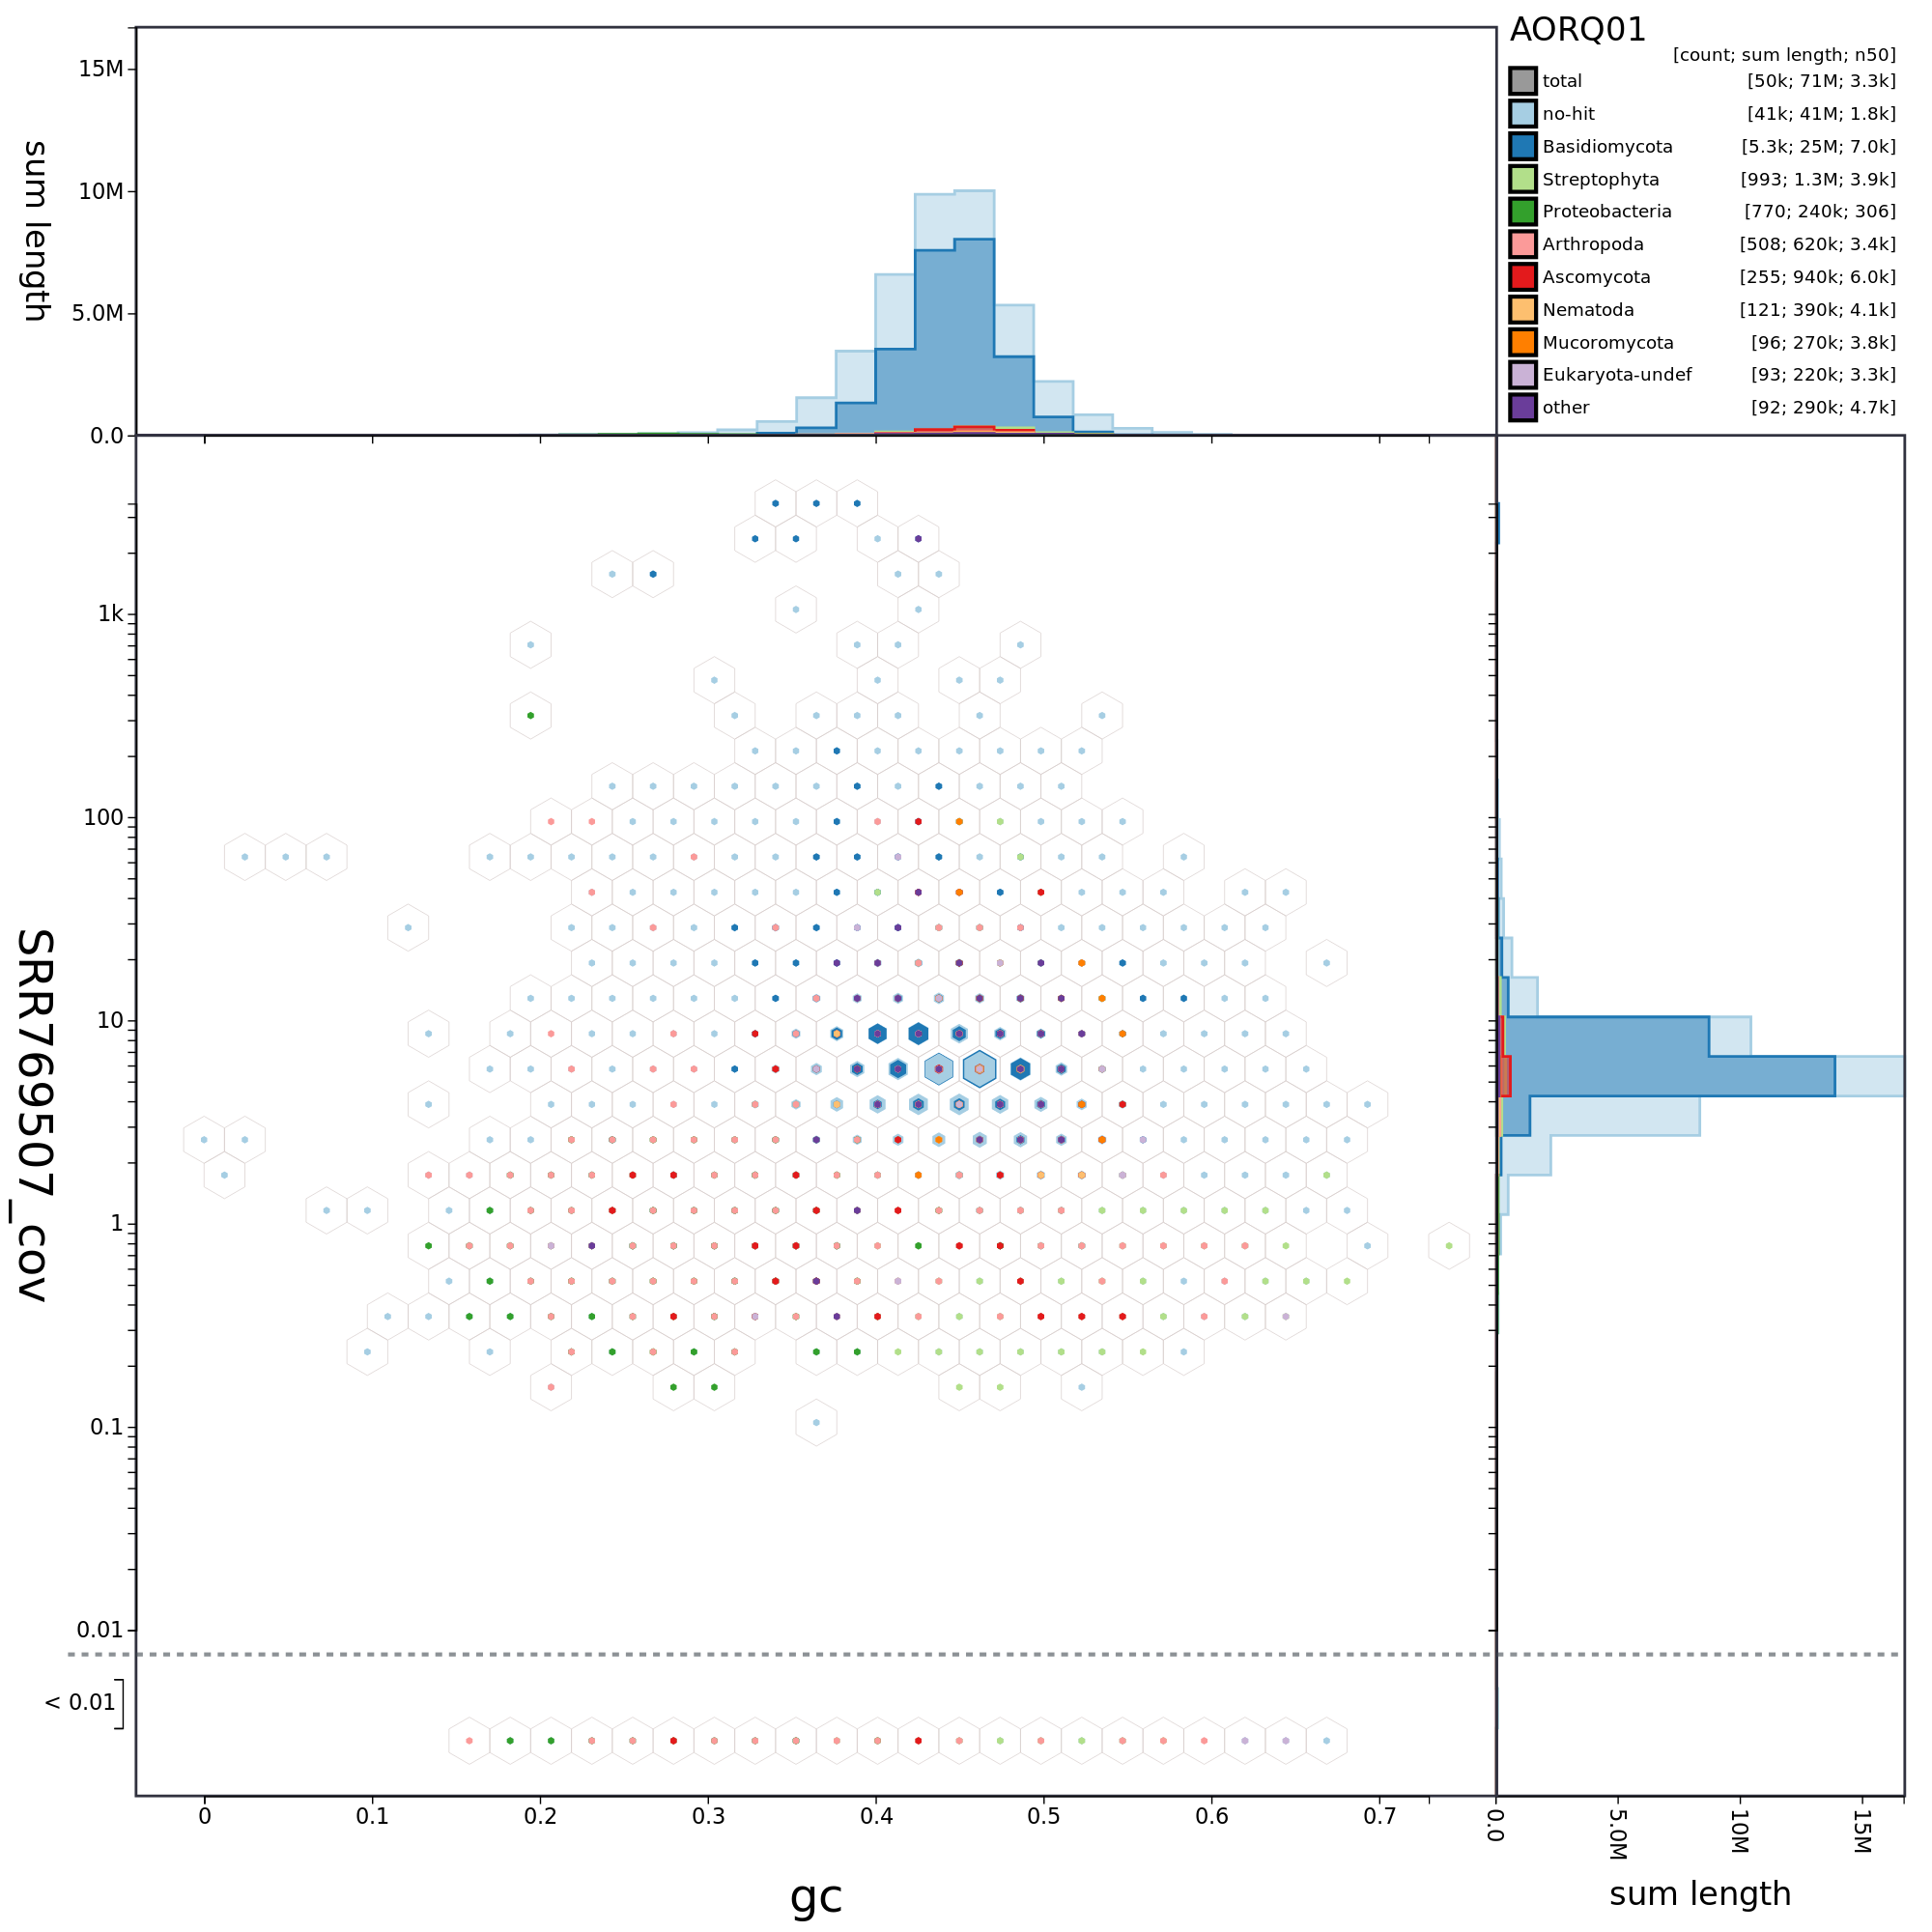 AORQ01
[count; sum length; n50]
total [50k; 71M; 3.3k]
no-hit [41k; 41M; 1.8k]
Basidiomycota [5.3k; 25M; 7.0k]
Streptophyta [993; 1.3M; 3.9k]
Proteobacteria [770; 240k; 306]
Arthropoda [508; 620k; 3.4k]
Ascomycota [255; 940k; 6.0k]
Nematoda [121; 390k; 4.1k]
Mucoromycota [96; 270k; 3.8k]
Eukaryota-undef [93; 220k; 3.3k]
other [92; 290k; 4.7k]
sum length
15M
10M
5.0M
0.0
SRR769507_cov
1k
100
10
1
0.1
0.01
< 0.01
0 0.1 0.2 0.3 0.4 0.5 0.6 0.7
gc
0.0 5.0M 10M 15M
sum length